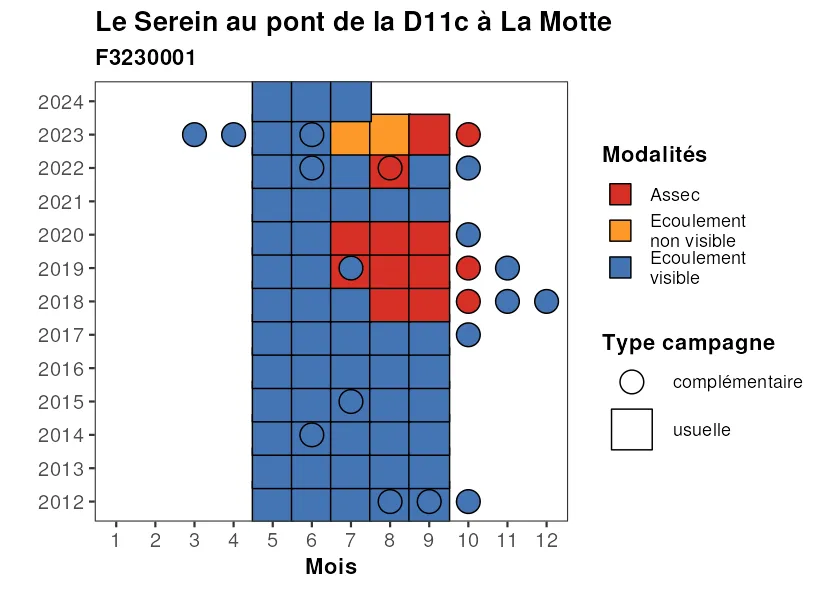 Le Serein au pont de la D11c à La Motte
F3230001
2024
2023
2022
2021
2020
2019
2018
2017
2016
2015
2014
2013
2012
1 2 3 4 5 6 7 8 9 10 11 12
Mois
Modalités
Assec
Ecoulement
non visible
Ecoulement
visible
Type campagne
complémentaire
usuelle